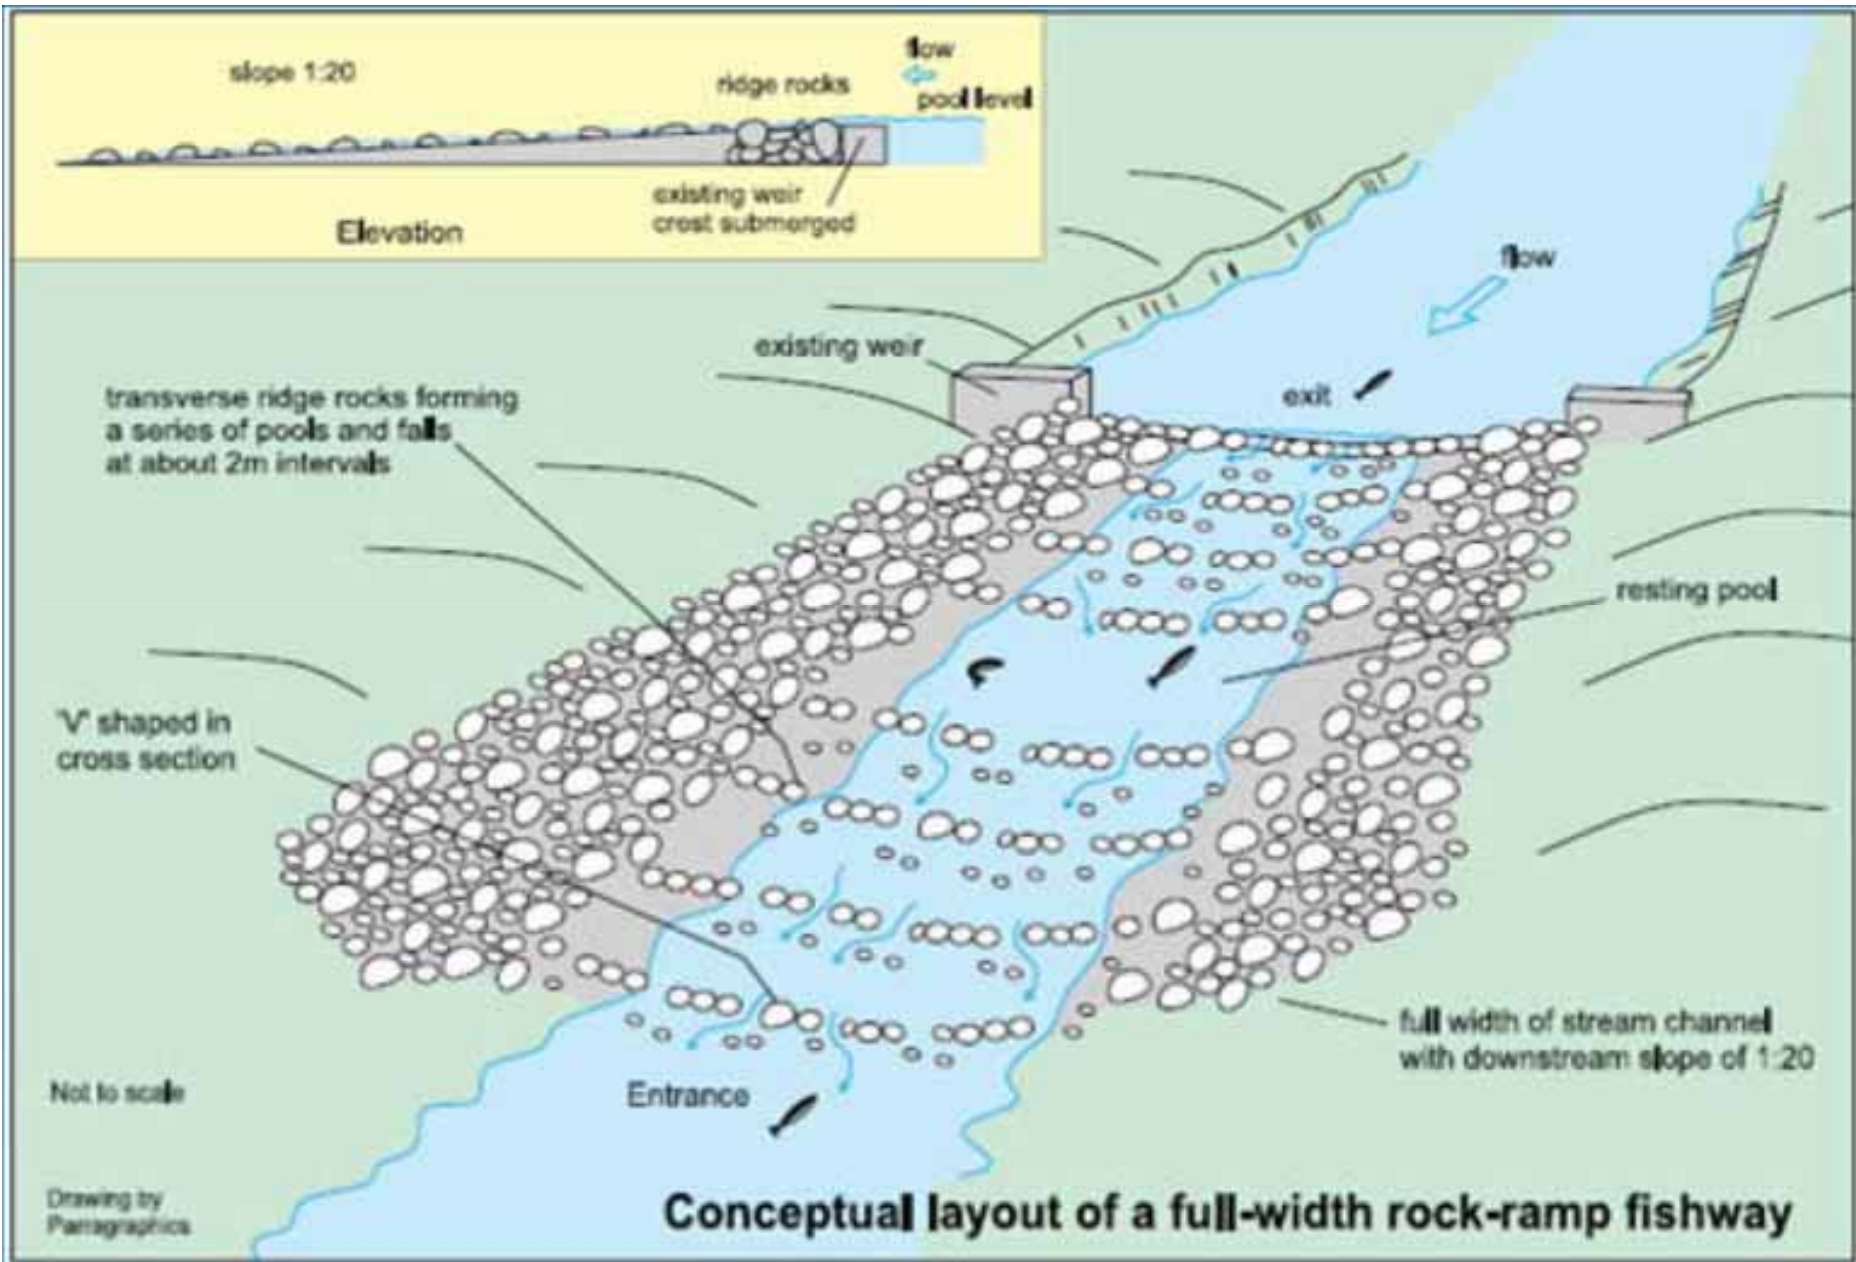 slope 1:20
ridge rocks
flow
pool level
existing weir
crest submerged
Elevation
flow
existing weir
exit
transverse ridge rocks forming
a series of pools and falls
at about 2m intervals
resting pool
'V' shaped in
cross section
full width of stream channel
with downstream slope of 1:20
Not to scale
Entrance
Drawing by
Parragraphics
Conceptual layout of a full-width rock-ramp fishway